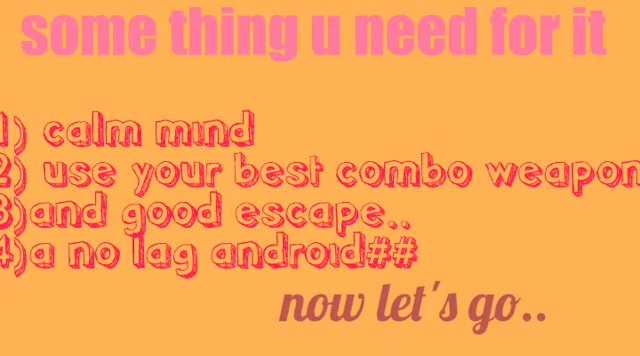 some thing u need for it
1) calm mind
2) use your best combo weapon
3)and good escape..
4)a no lag android##
now let's go..